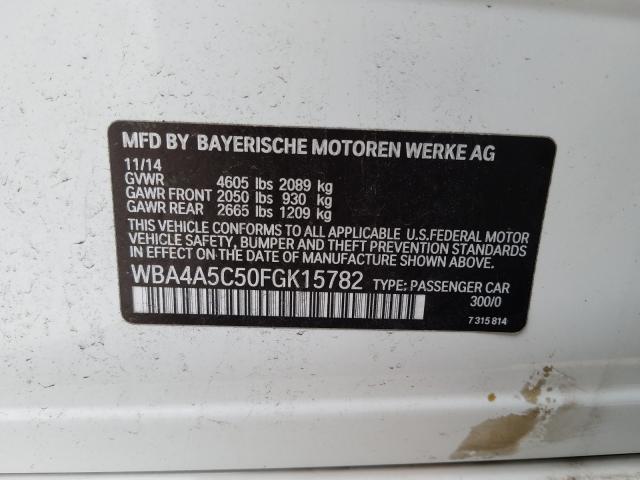 MFD BY BAYERISCHE MOTOREN WERKE AG
11/14
GVWR 4605 lbs 2089 kg
GAWR FRONT 2050 lbs 930 kg
GAWR REAR 2665 lbs 1209 kg
THIS VEHICLE CONFORMS TO ALL APPLICABLE U.S.FEDERAL MOTOR
VEHICLE SAFETY, BUMPER AND THEFT PREVENTION STANDARDS
IN EFFECT ON THE DATE OF MANUFACTURE SHOWN ABOVE.
WBA4A5C50FGK15782 TYPE: PASSENGER CAR
300/0
7 315 814